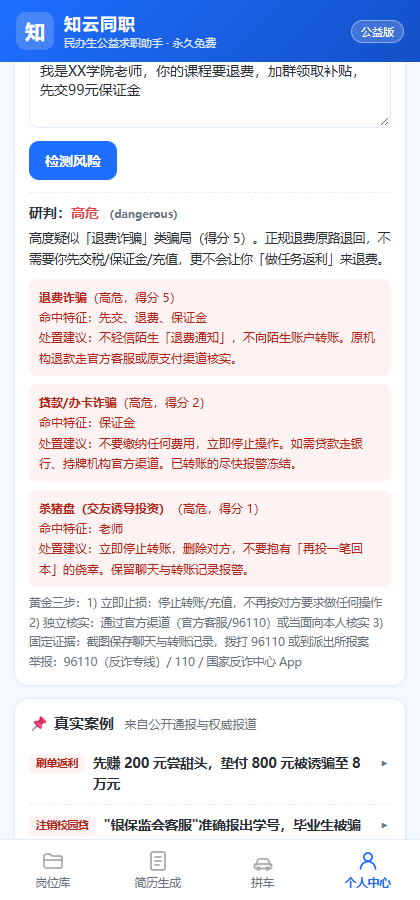 知
知云同职
民办生公益求职助手 · 永久免费
公益版
我是XX学院老师，你的课程要退费，加群领取补贴，
先交99元保证金
检测风险
研判：高危 (dangerous)
高度疑似「退费诈骗」类骗局（得分 5）。正规退费原路退回，不
需要你先交税/保证金/充值，更不会让你「做任务返利」来退费。
退费诈骗（高危，得分 5）
命中特征：先交、退费、保证金
处置建议：不轻信陌生「退费通知」，不向陌生账户转账。原机
构退款走官方客服或原支付渠道核实。
贷款/办卡诈骗（高危，得分 2）
命中特征：保证金
处置建议：不要缴纳任何费用，立即停止操作。如需贷款走银
行、持牌机构官方渠道。已转账的尽快报警冻结。
杀猪盘（交友诱导投资）（高危，得分 1）
命中特征：老师
处置建议：立即停止转账，删除对方，不要抱有「再投一笔回
本」的侥幸。保留聊天与转账记录报警。
黄金三步：1) 立即止损：停止转账/充值，不再按对方要求做任何操作
2) 独立核实：通过官方渠道（官方客服/96110）或当面向本人核实 3)
固定证据：截图保存聊天与转账记录，拨打 96110 或到派出所报案
举报：96110（反诈专线）/ 110 / 国家反诈中心 App
真实案例 来自公开通报与权威报道
刷单返利 先赚 200 元尝甜头，垫付 800 元被诱骗至 8
万元
注销校园贷 "银保监会客服"准确报出学号，毕业生被骗
岗位库 简历生成 拼车 个人中心